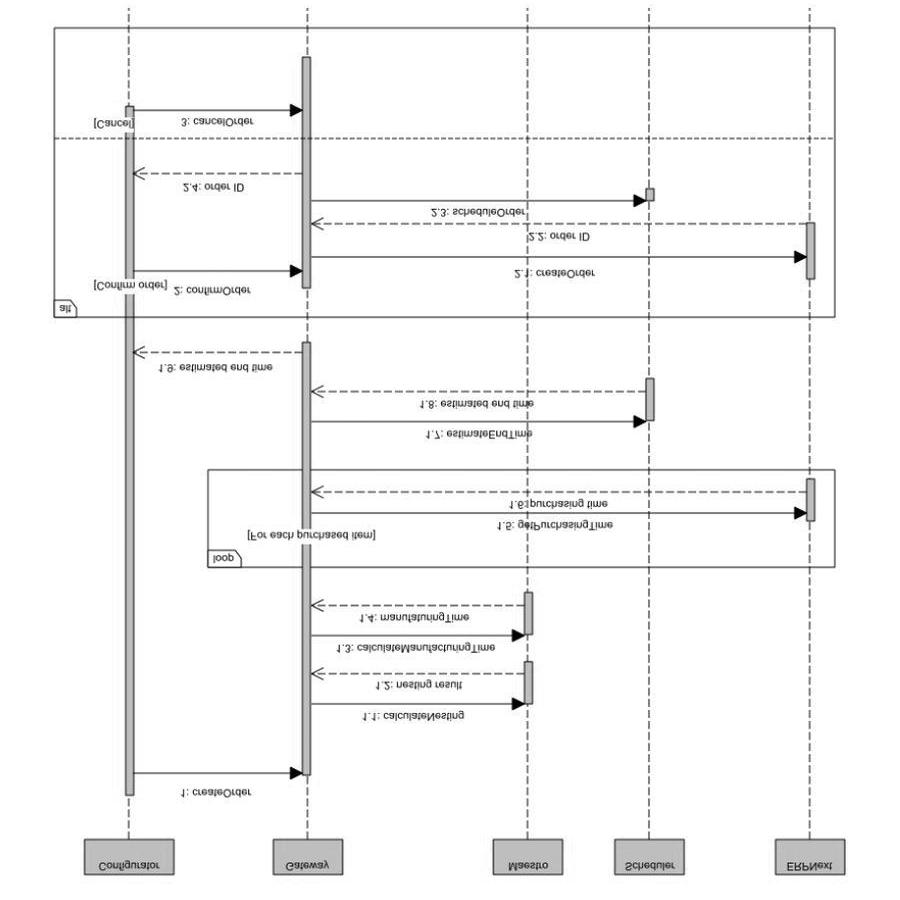 Configurator
Gateway
Maestro
Scheduler
ERPNext
1: createOrder
1.1: calculateNesting
1.2: nesting result
1.3: calculateManufacturingTime
1.4: manufaturingTime
loop
[For each purchased item]
1.5: getPurchasingTime
1.6: purchasing time
1.7: estimateEndTime
1.8: estimated end time
1.9: estimated end time
alt
[Confirm order]
2: confirmOrder
2.1: createOrder
2.2: order ID
2.3: scheduleOrder
2.4: order ID
[Cancel]
3: cancelOrder